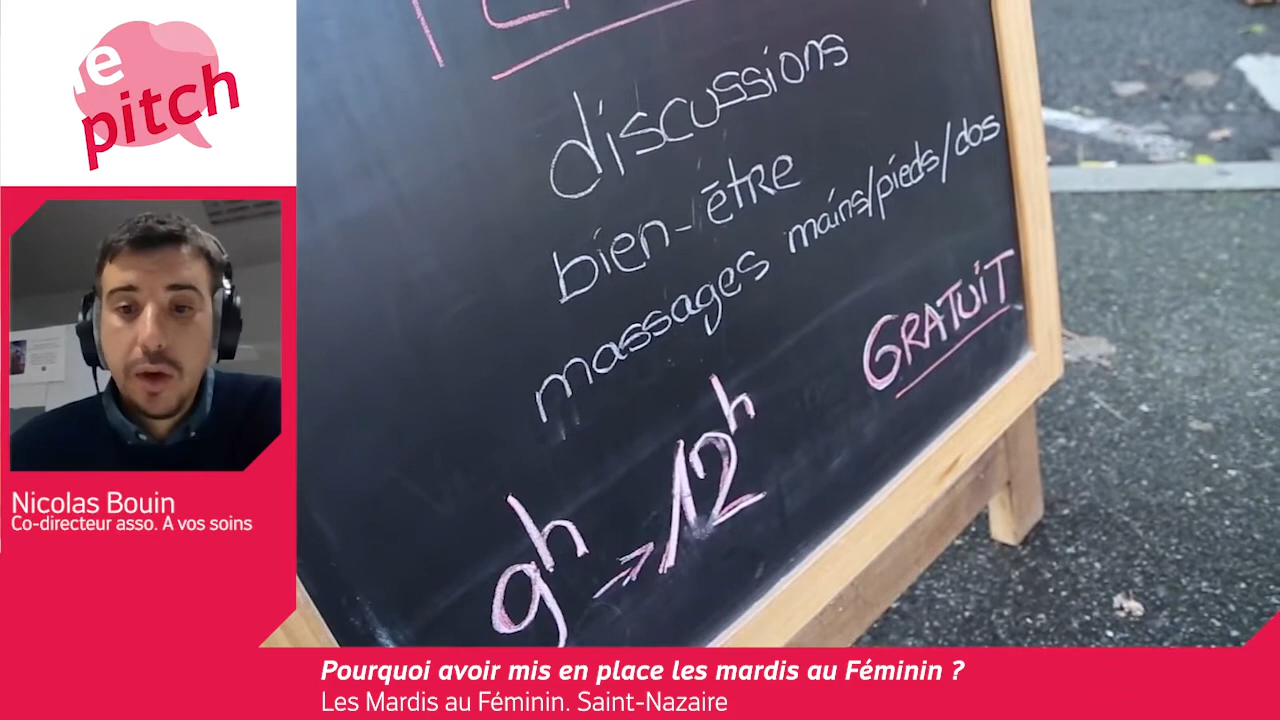 le
pitch
discussions
bien-être
massages mains/pieds/dos
GRATUIT
9h → 12h
Nicolas Bouin
Co-directeur asso. A vos soins
Pourquoi avoir mis en place les mardis au Féminin ?
Les Mardis au Féminin. Saint-Nazaire